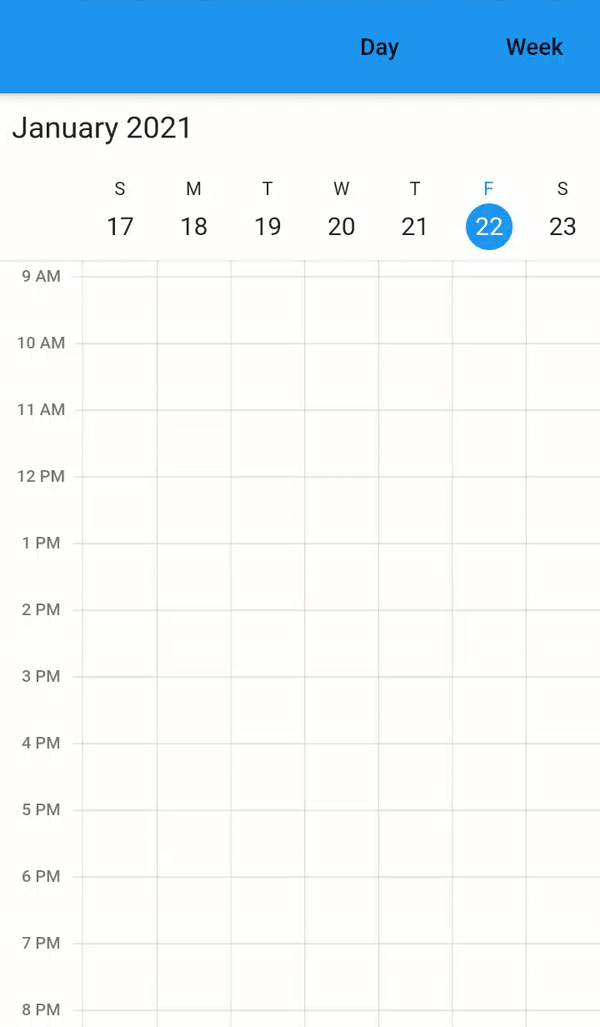 Day Week
January 2021
S M T W T F S
17 18 19 20 21 22 23
9 AM
10 AM
11 AM
12 PM
1 PM
2 PM
3 PM
4 PM
5 PM
6 PM
7 PM
8 PM